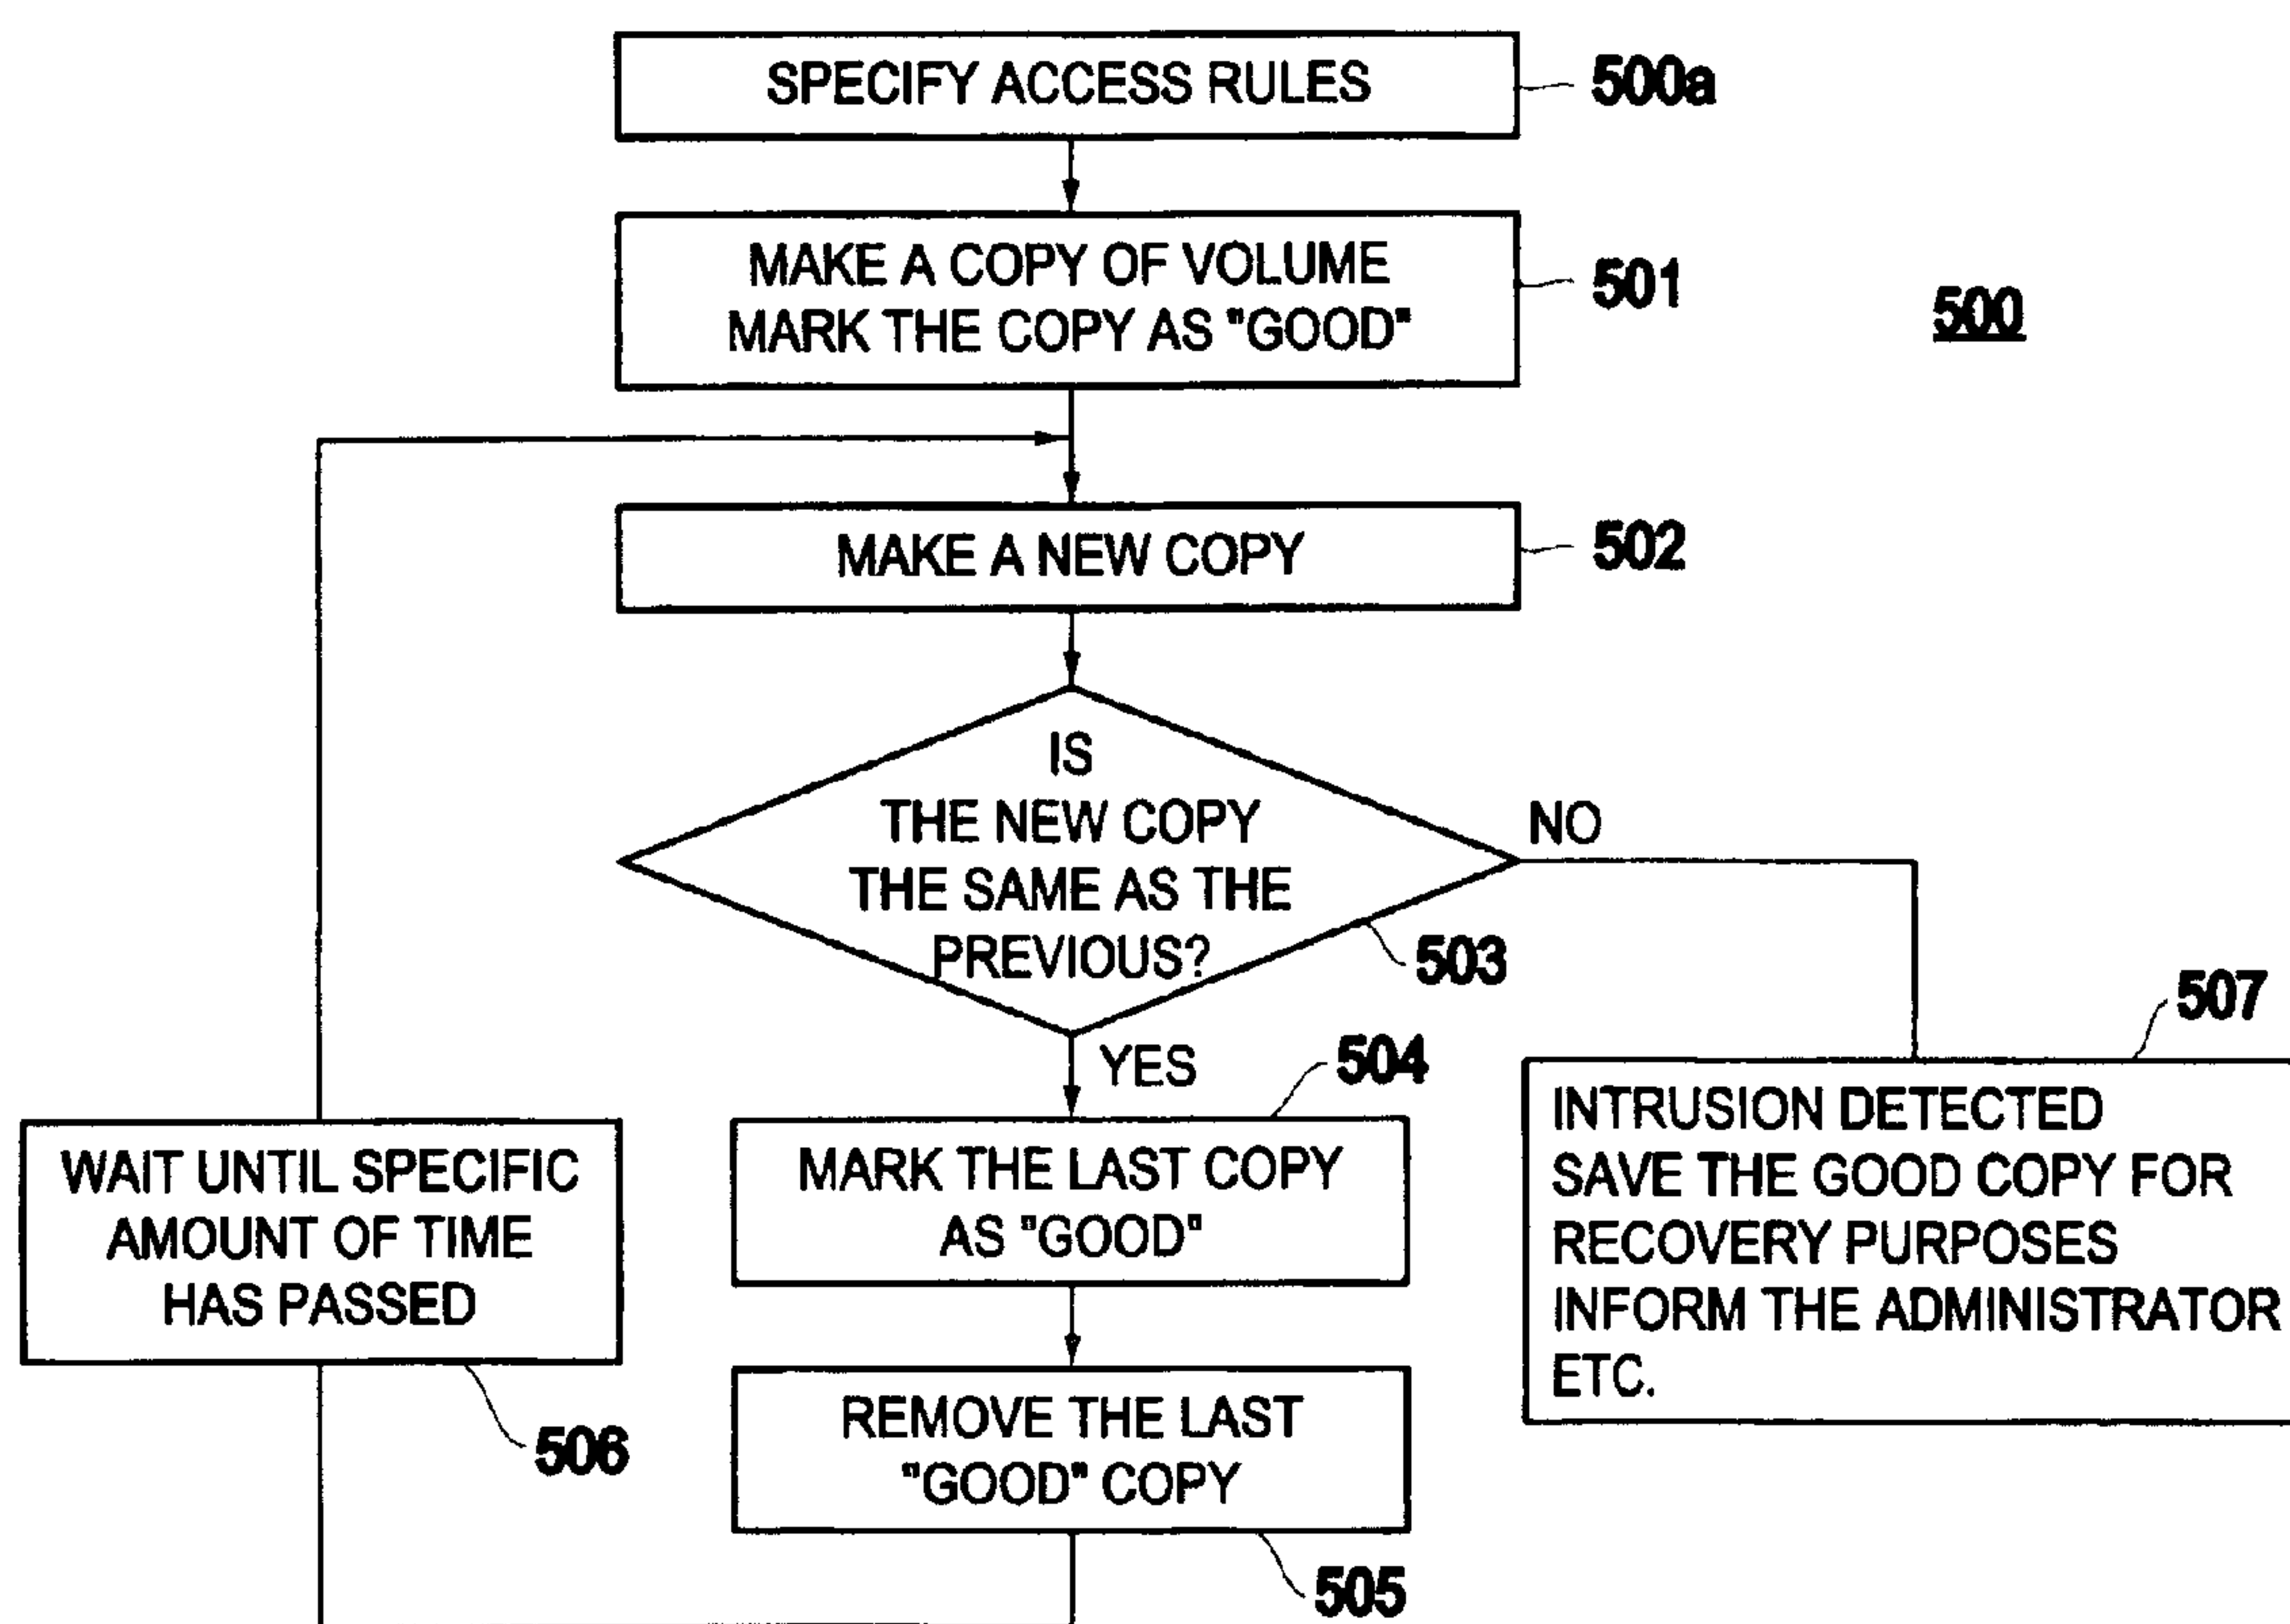 SPECIFY ACCESS RULES
500a
MAKE A COPY OF VOLUME
MARK THE COPY AS "GOOD"
501
500
MAKE A NEW COPY
502
IS
THE NEW COPY
THE SAME AS THE
PREVIOUS?
NO
503
YES
504
507
WAIT UNTIL SPECIFIC
AMOUNT OF TIME
HAS PASSED
506
MARK THE LAST COPY
AS "GOOD"
INTRUSION DETECTED
SAVE THE GOOD COPY FOR
RECOVERY PURPOSES
INFORM THE ADMINISTRATOR
ETC.
REMOVE THE LAST
"GOOD" COPY
505